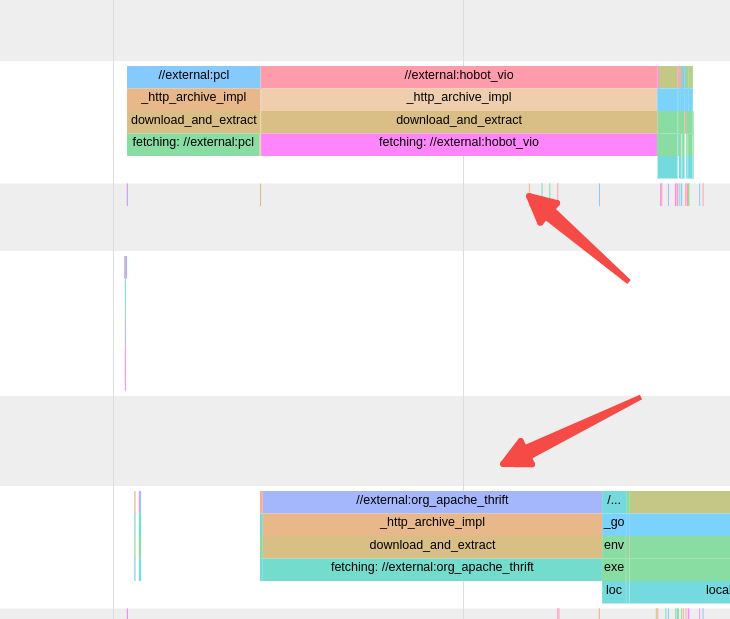 //external:pcl
//external:hobot_vio
_http_archive_impl
_http_archive_impl
download_and_extract
download_and_extract
fetching: //external:pcl
fetching: //external:hobot_vio
//external:org_apache_thrift
/...
_http_archive_impl
_go
download_and_extract
env
fetching: //external:org_apache_thrift
exe
loc
loca